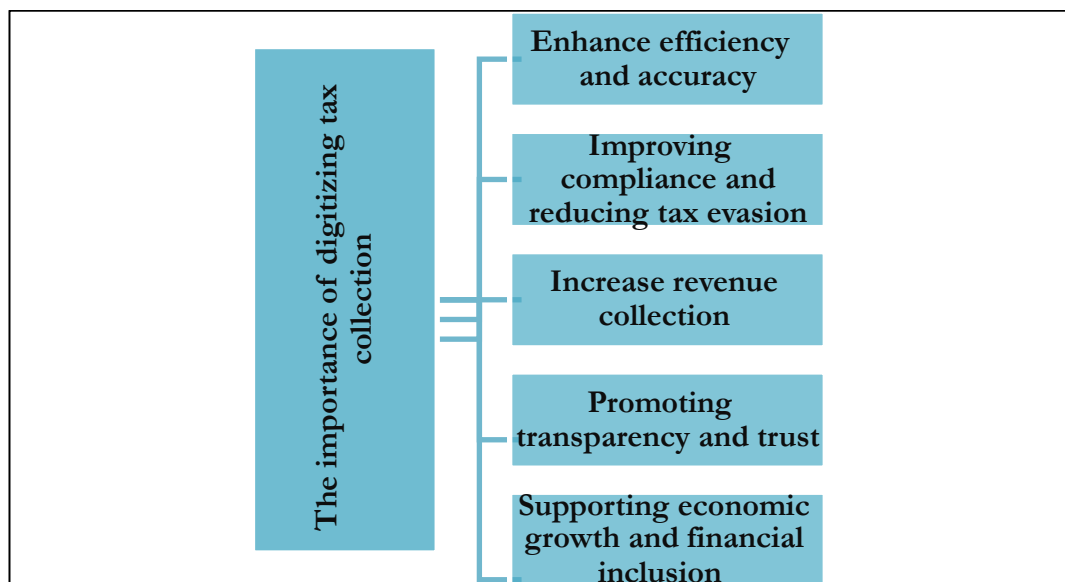 The importance of digitizing tax
collection
Enhance efficiency
and accuracy
Improving
compliance and
reducing tax evasion
Increase revenue
collection
Promoting
transparency and trust
Supporting economic
growth and financial
inclusion